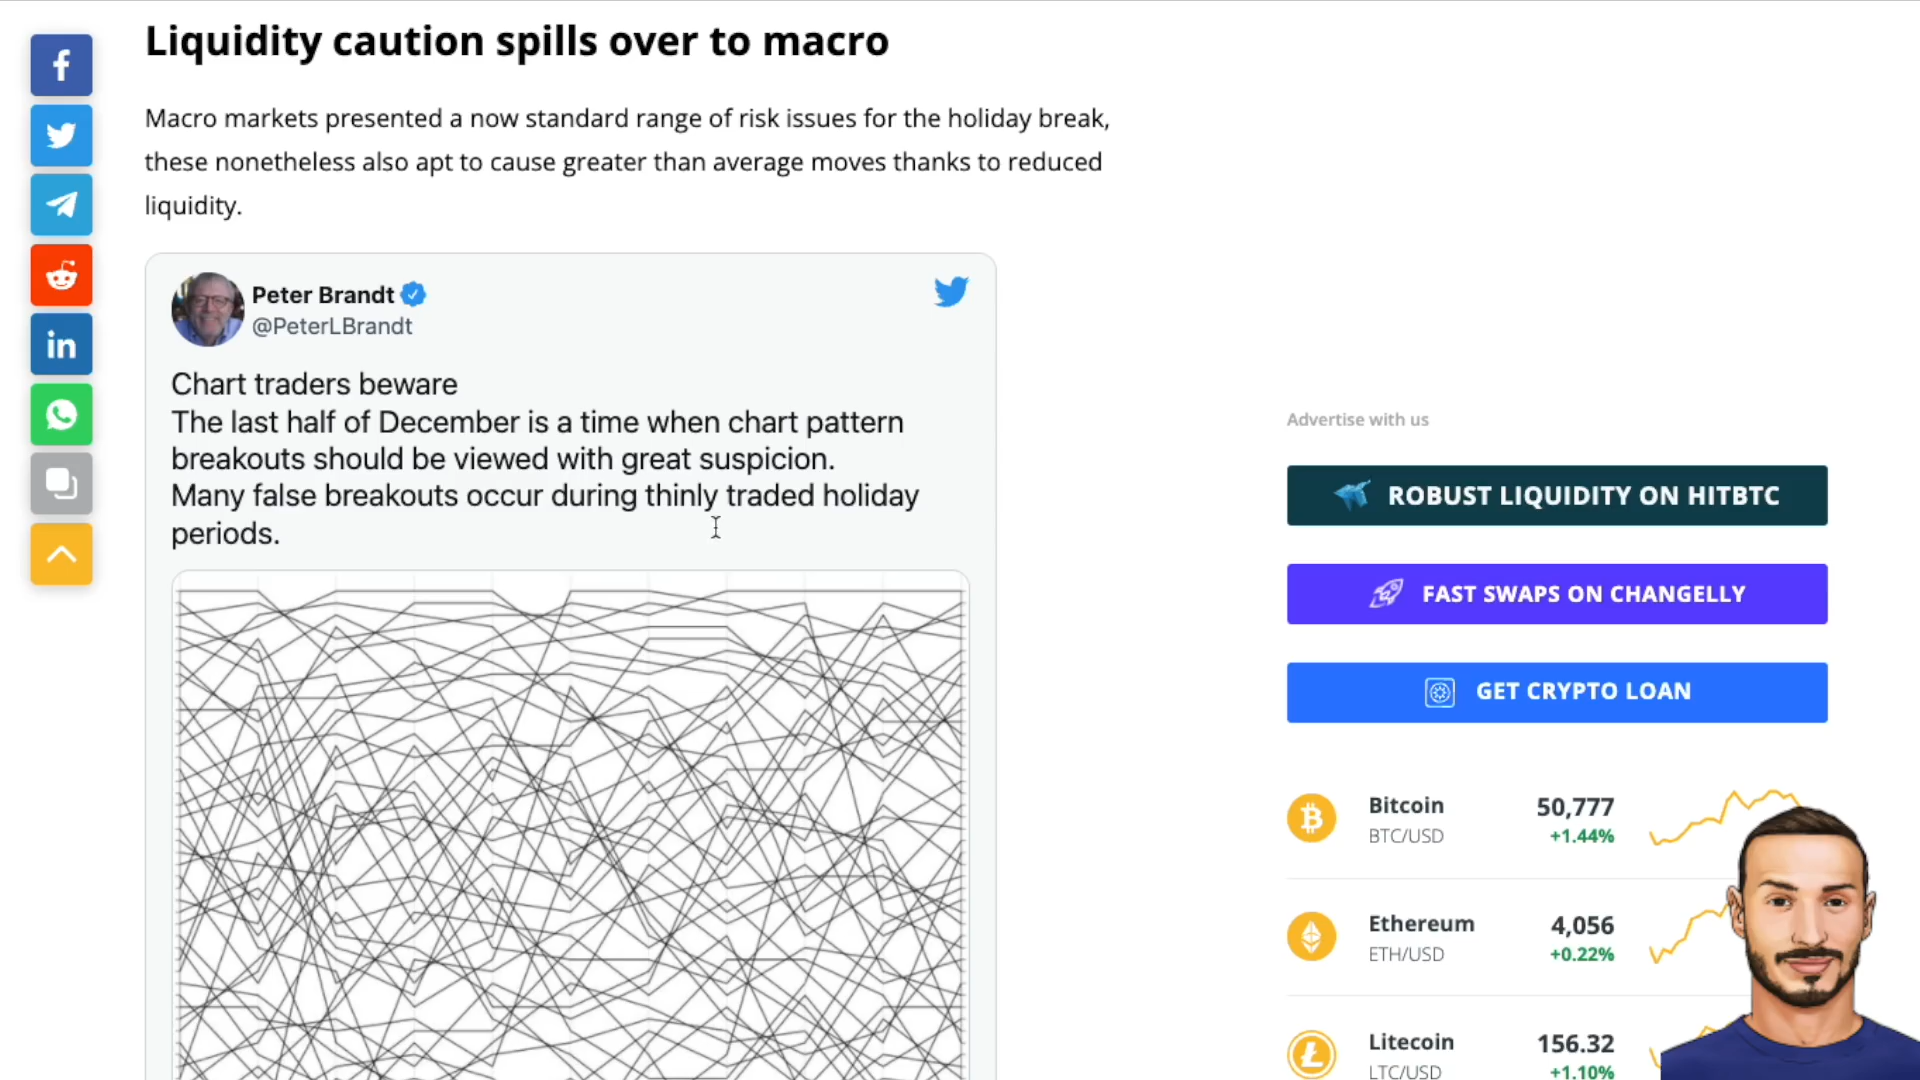 Liquidity caution spills over to macro
Macro markets presented a now standard range of risk issues for the holiday break,
these nonetheless also apt to cause greater than average moves thanks to reduced
liquidity.
Peter Brandt
@PeterLBrandt
Chart traders beware
The last half of December is a time when chart pattern
breakouts should be viewed with great suspicion.
Many false breakouts occur during thinly traded holiday
periods.
Advertise with us
ROBUST LIQUIDITY ON HITBTC
FAST SWAPS ON CHANGELLY
GET CRYPTO LOAN
Bitcoin 50,777
BTC/USD +1.44%
Ethereum 4,056
ETH/USD +0.22%
Litecoin 156.32
LTC/USD +1.10%